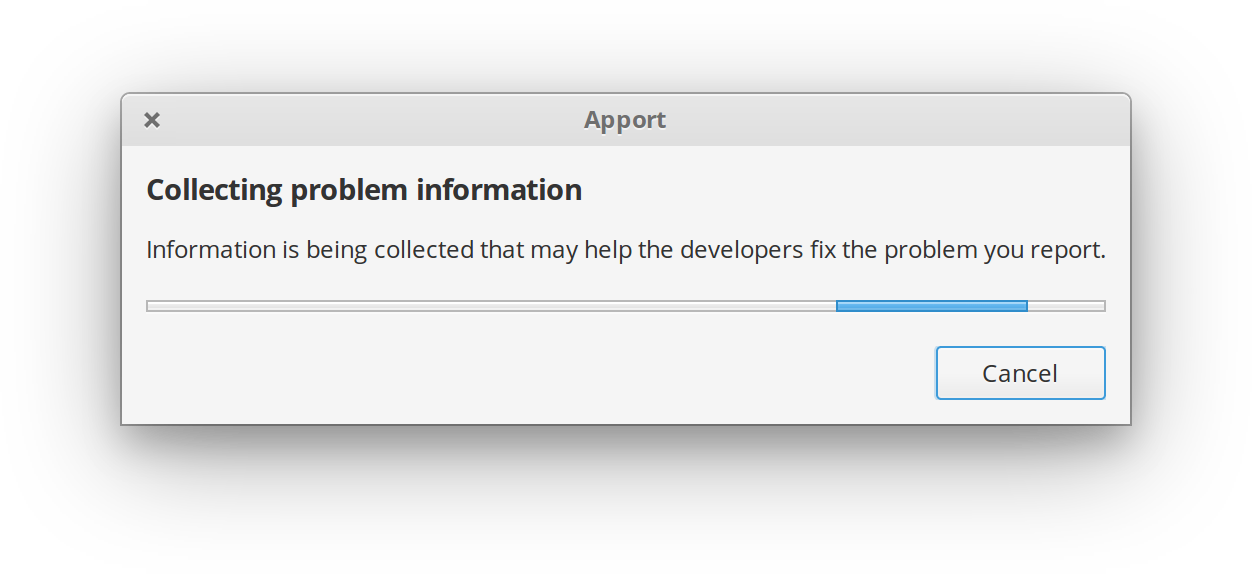 Apport
Collecting problem information
Information is being collected that may help the developers fix the problem you report.
Cancel